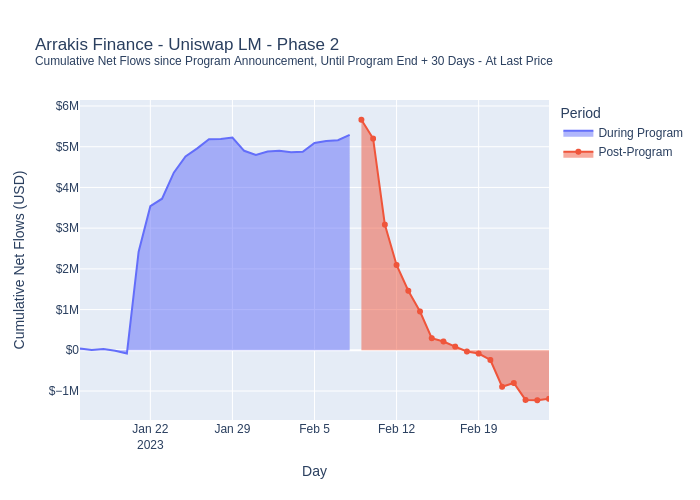 Arrakis Finance - Uniswap LM - Phase 2
Cumulative Net Flows since Program Announcement, Until Program End + 30 Days - At Last Price
Period
During Program
Post-Program
Cumulative Net Flows (USD)
$6M
$5M
$4M
$3M
$2M
$1M
$0
$−1M
Jan 22
2023
Jan 29
Feb 5
Feb 12
Feb 19
Day